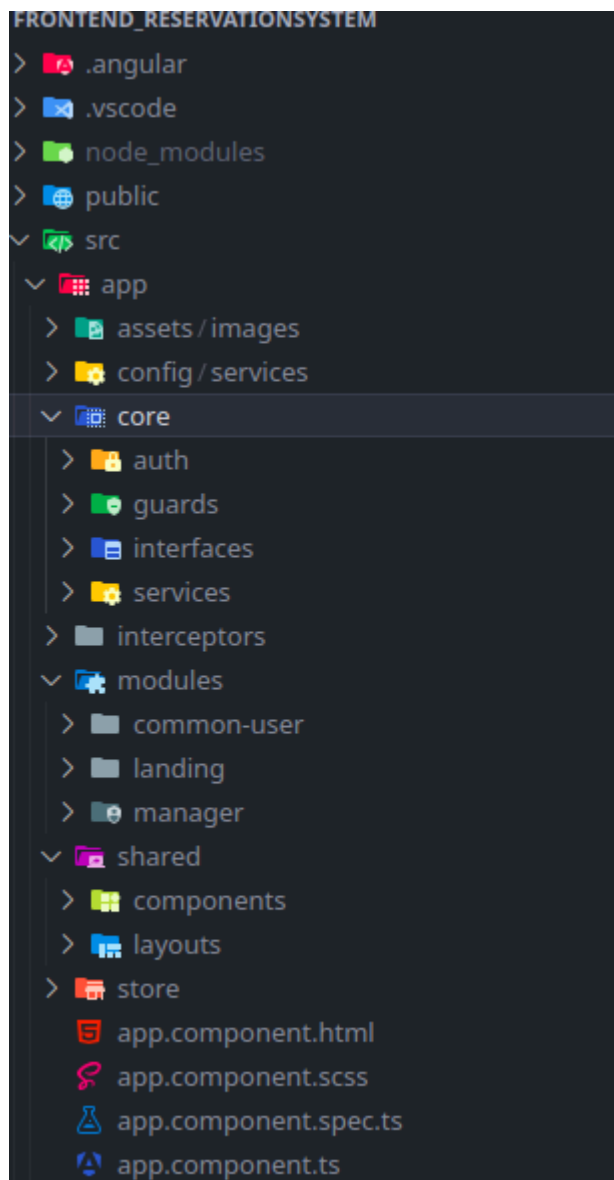 FRONTEND_RESERVATIONSYSTEM
.angular
.vscode
node_modules
public
src
app
assets/images
config/services
core
auth
guards
interfaces
services
interceptors
modules
common-user
landing
manager
shared
components
layouts
store
app.component.html
app.component.scss
app.component.spec.ts
app.component.ts